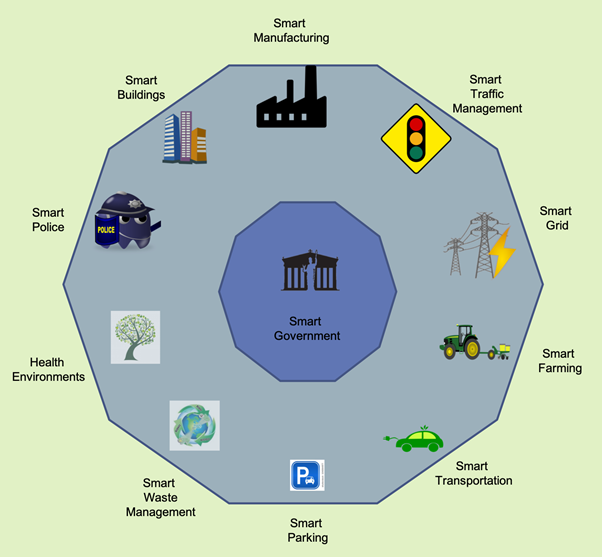 Smart
Manufacturing
Smart
Buildings
Smart
Traffic
Management
Smart
Police
POLICE
Smart
Grid
Smart
Government
Health
Environments
Smart
Farming
Smart
Waste
Management
Smart
Transportation
P
Smart
Parking